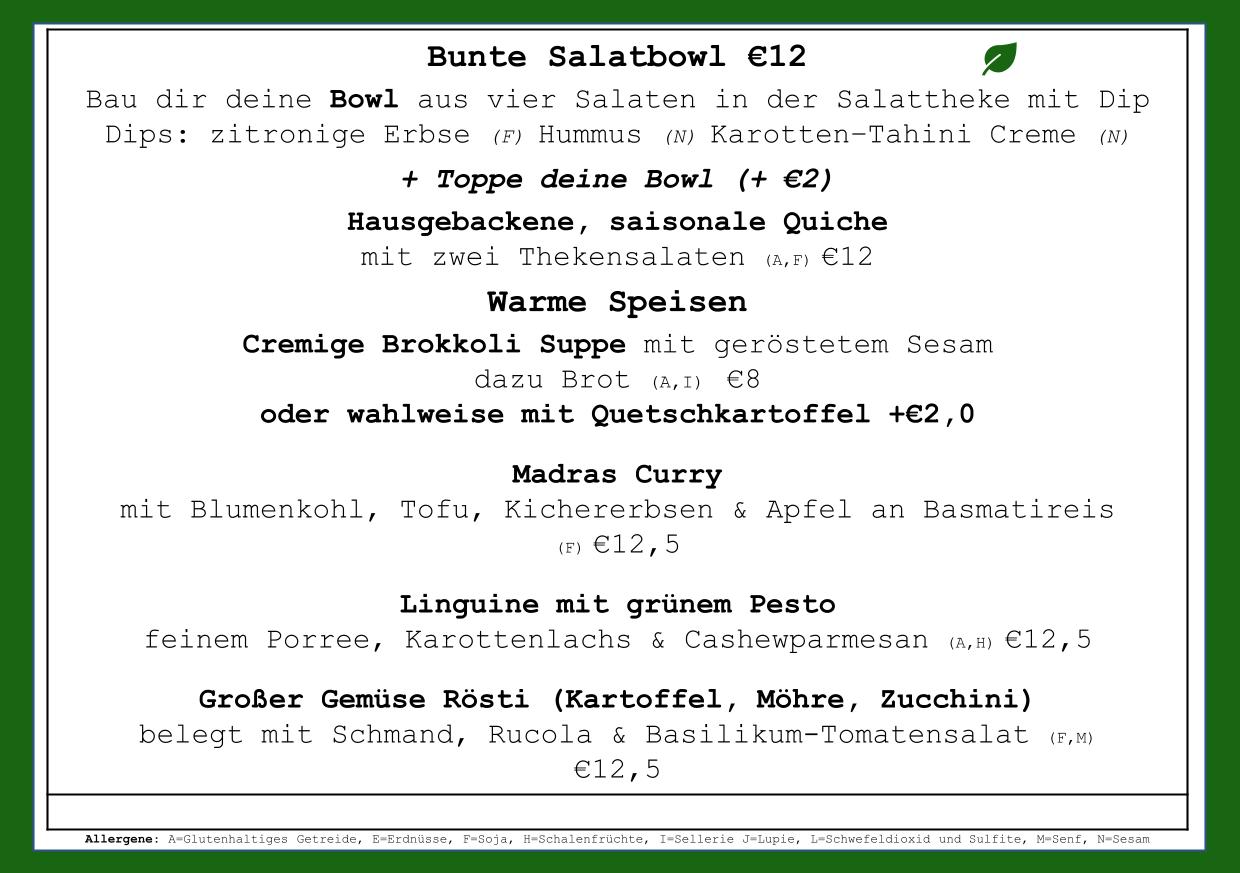 Bunte Salatbowl €12
Bau dir deine Bowl aus vier Salaten in der Salattheke mit Dip
Dips: zitronige Erbse (F) Hummus (N) Karotten-Tahini Creme (N)
+ Toppe deine Bowl (+ €2)
Hausgebackene, saisonale Quiche
mit zwei Thekensalaten (A,F) €12
Warme Speisen
Cremige Brokkoli Suppe mit geröstetem Sesam
dazu Brot (A,I) €8
oder wahlweise mit Quetschkartoffel +€2,0
Madras Curry
mit Blumenkohl, Tofu, Kichererbsen & Apfel an Basmatireis
(F) €12,5
Linguine mit grünem Pesto
feinem Porree, Karottenlachs & Cashewparmesan (A,H) €12,5
Großer Gemüse Rösti (Kartoffel, Möhre, Zucchini)
belegt mit Schmand, Rucola & Basilikum-Tomatensalat (F,M)
€12,5
Allergene: A=Glutenhaltiges Getreide, E=Erdnüsse, F=Soja, H=Schalenfrüchte, I=Sellerie J=Lupie, L=Schwefeldioxid und Sulfite, M=Senf, N=Sesam